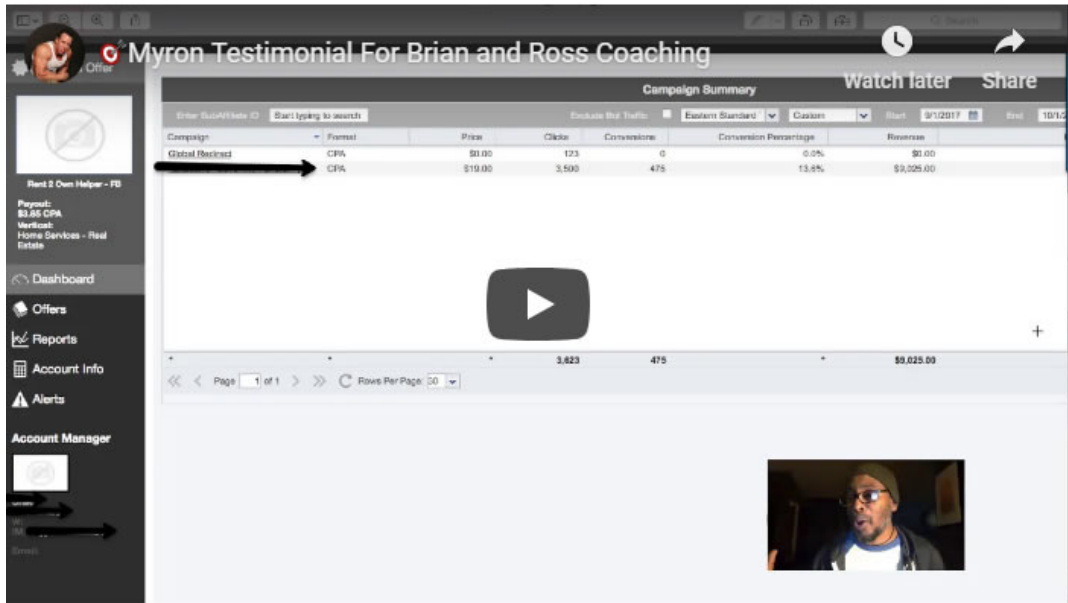 Myron Testimonial For Brian and Ross Coaching
Watch later
Share
Search
Offer
Campaign Summary
Enter SubAffiliate ID Start typing to search Exclude Bot Traffic Eastern Standard Custom Start 9/1/2017 End
Campaign Format Price Clicks Conversions Conversion Percentage Revenue
Global Redirect CPA $0.00 123 0 0.0% $0.00
CPA $19.00 3,500 475 13.6% $9,025.00
Rent 2 Own Helper - FB
Payout:
$3.85 CPA
Vertical:
Home Services - Real
Estate
Dashboard
Offers
Reports
Account Info
Alerts
* * * 3,623 475 * $9,025.00
Page 1 of 1 Rows Per Page: 30
Account Manager
Email